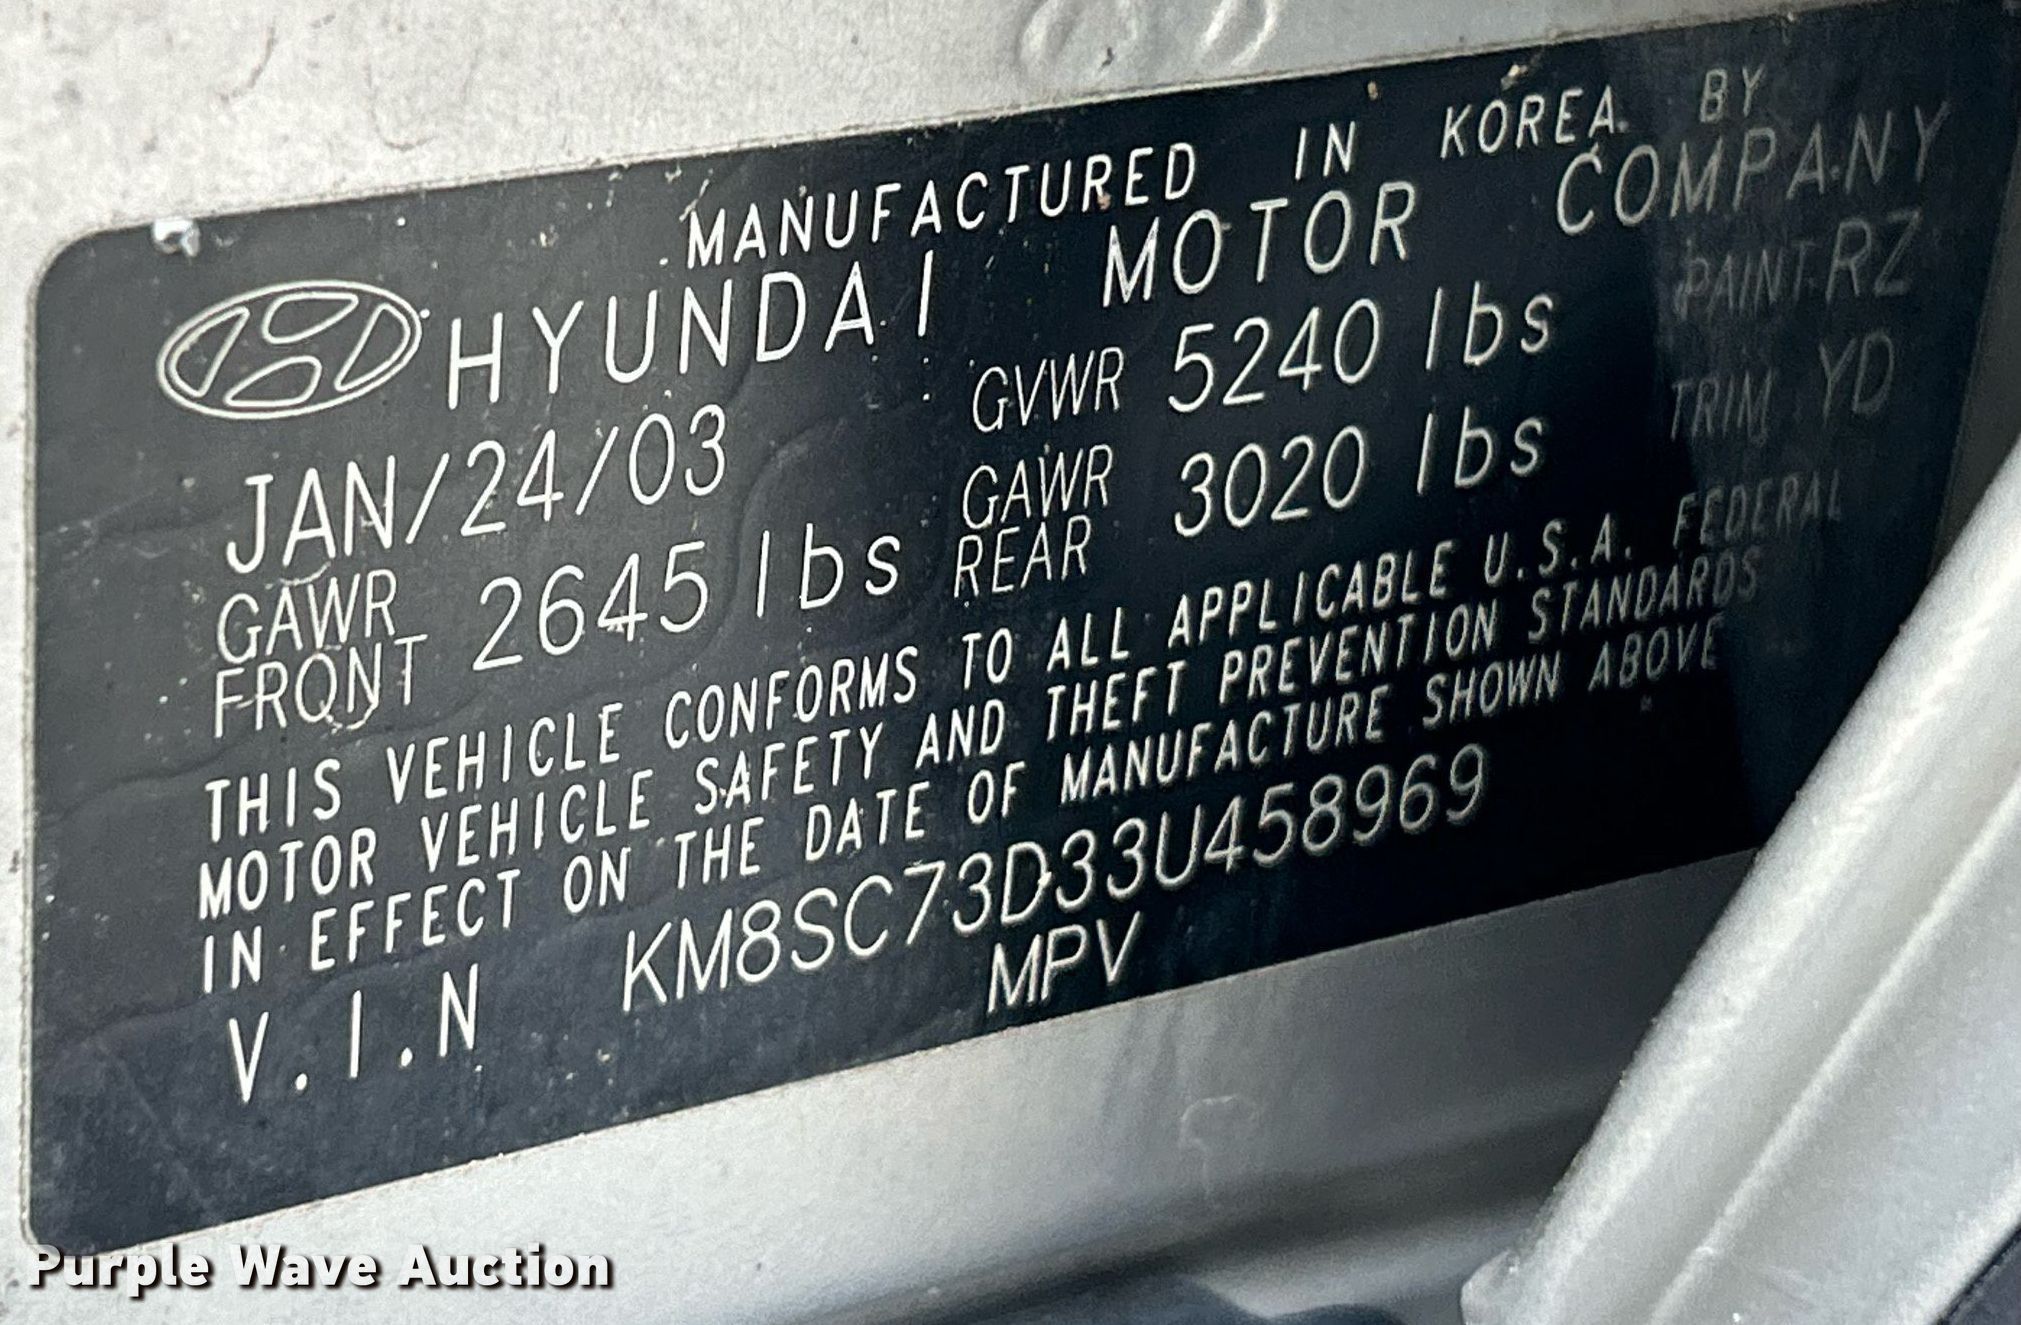 MANUFACTURED IN KOREA BY
HYUNDAI MOTOR COMPANY
JAN/24/03 GVWR 5240 lbs PAINT RZ
GAWR FRONT 2645 lbs GAWR REAR 3020 lbs TRIM YD
THIS VEHICLE CONFORMS TO ALL APPLICABLE U.S.A. FEDERAL
MOTOR VEHICLE SAFETY AND THEFT PREVENTION STANDARDS
IN EFFECT ON THE DATE OF MANUFACTURE SHOWN ABOVE
V.I.N KM8SC73D33U458969
MPV
Purple Wave Auction